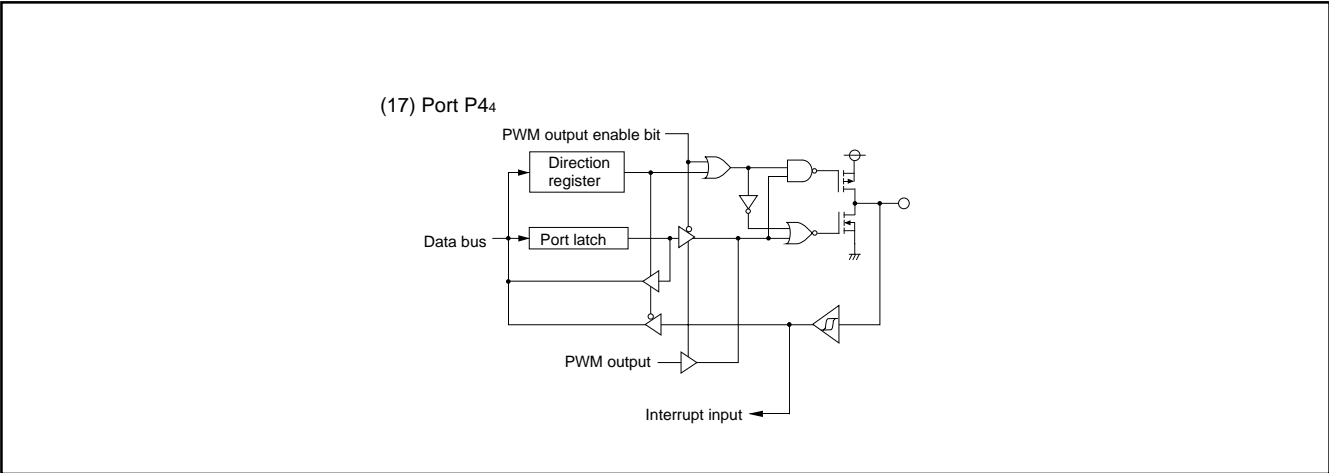 (17) Port P4₄
PWM output enable bit
Direction
register
Data bus
Port latch
PWM output
Interrupt input